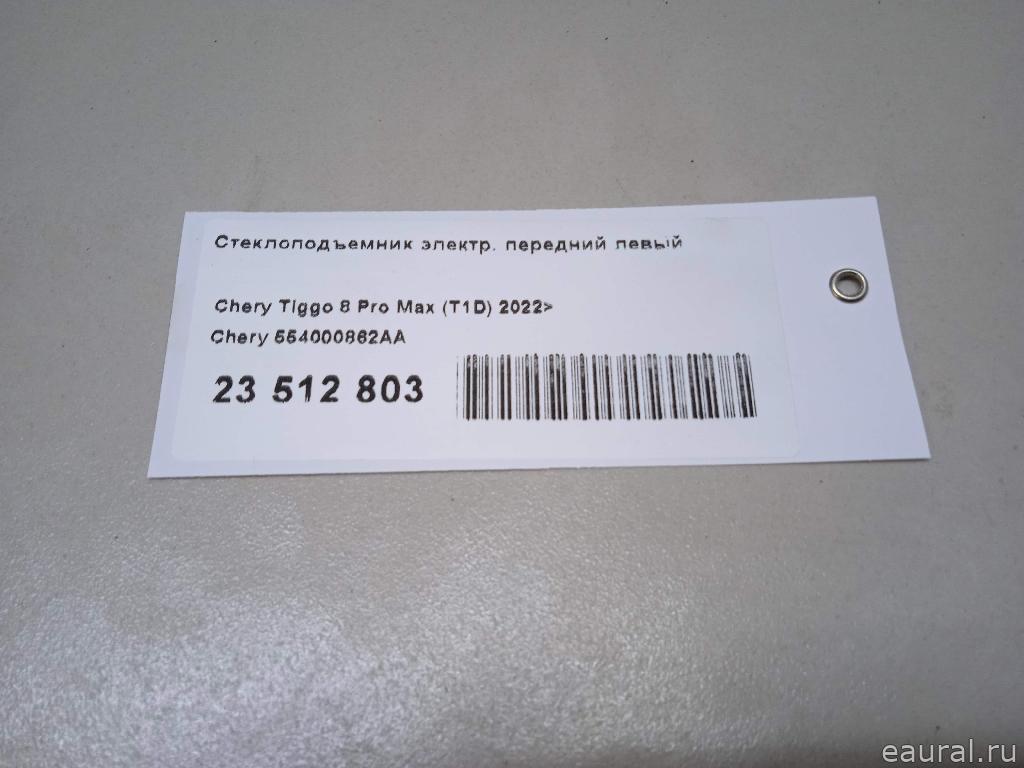 Стеклоподъемник электр. передний левый
Chery Tiggo 8 Pro Max (T1D) 2022>
Chery 554000862AA
23 512 803
eaural.ru